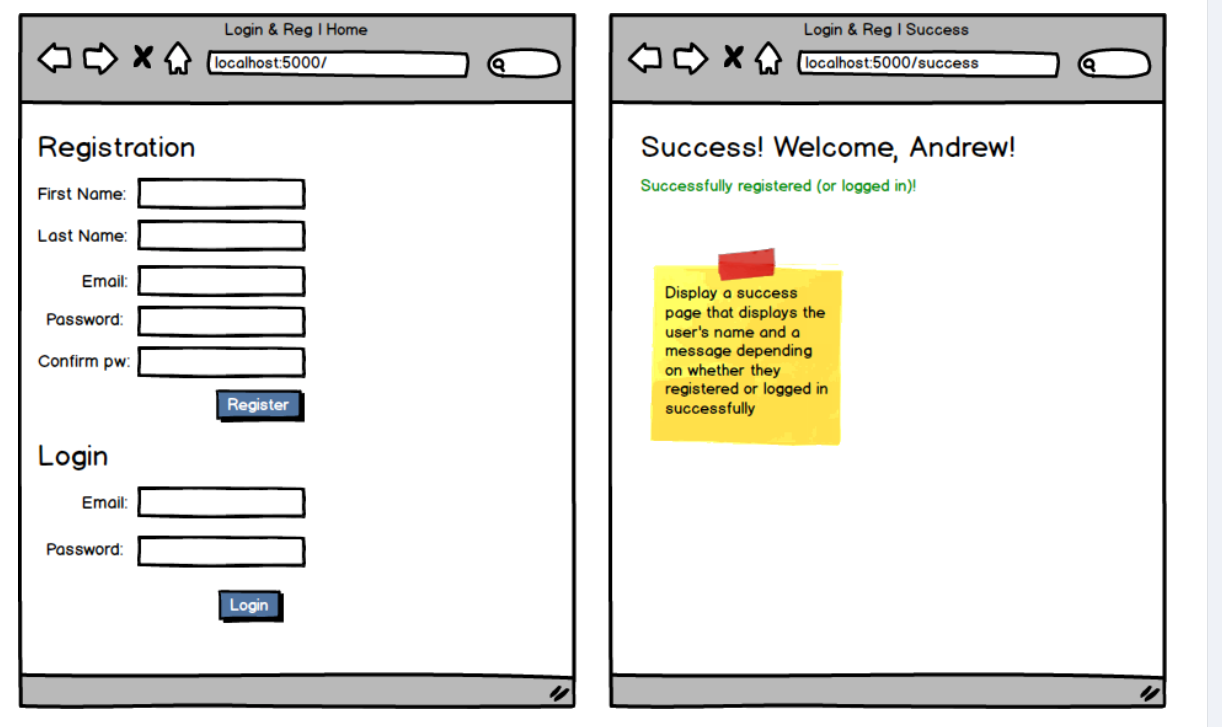 Login & Reg | Home
localhost:5000/
Registration
First Name:
Last Name:
Email:
Password:
Confirm pw:
Register
Login
Email:
Password:
Login
Login & Reg | Success
localhost:5000/success
Success! Welcome, Andrew!
Successfully registered (or logged in)!
Display a success
page that displays the
user's name and a
message depending
on whether they
registered or logged in
successfully